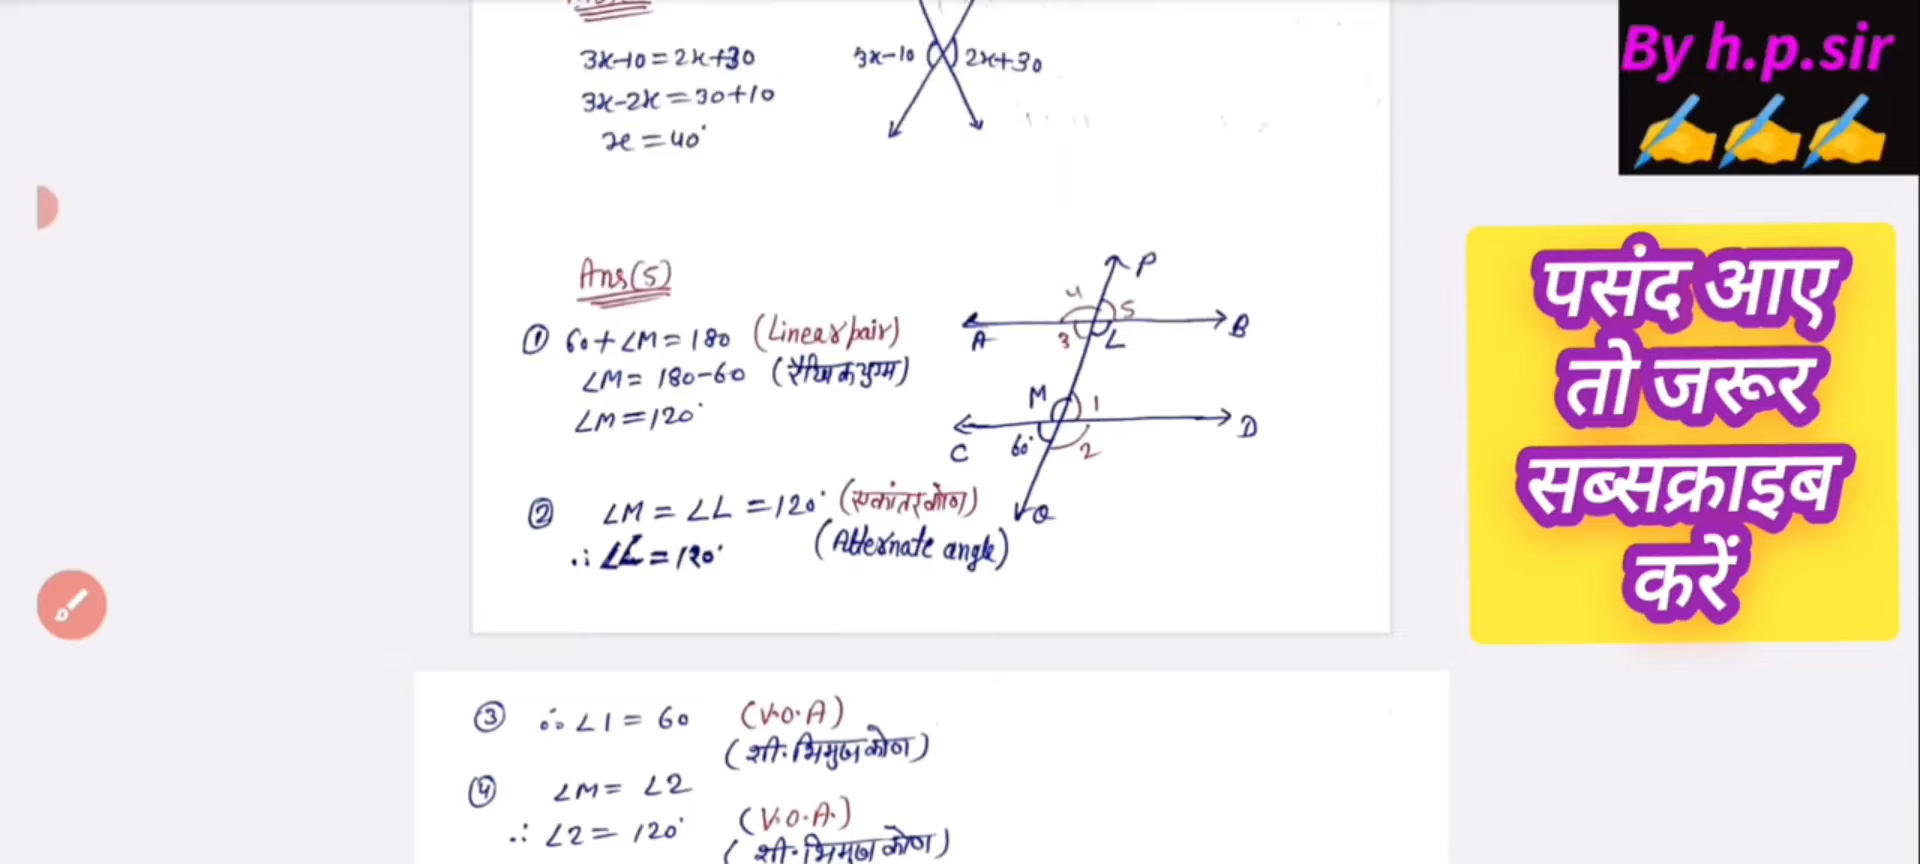 3x-10=2x+30
3x-2x=30+10
x=40°
3x-10
2x+30
Ans(5)
① 60+∠M=180 (Linear pair)
∠M=180-60 (रैखिक युग्म)
∠M=120°
P
4
5
A
3
L
B
M
1
C
60°
2
D
Q
② ∠M=∠L=120° (एकांतर कोण)
∴ ∠L=120° (Alternate angle)
③ ∴ ∠1=60 (V.O.A)
(शी.भिमुख कोण)
④ ∠M=∠2
∴ ∠2=120° (V.O.A.)
(शी.भिमुख कोण)
By h.p.sir
पसंद आए
तो जरूर
सब्सक्राइब
करें